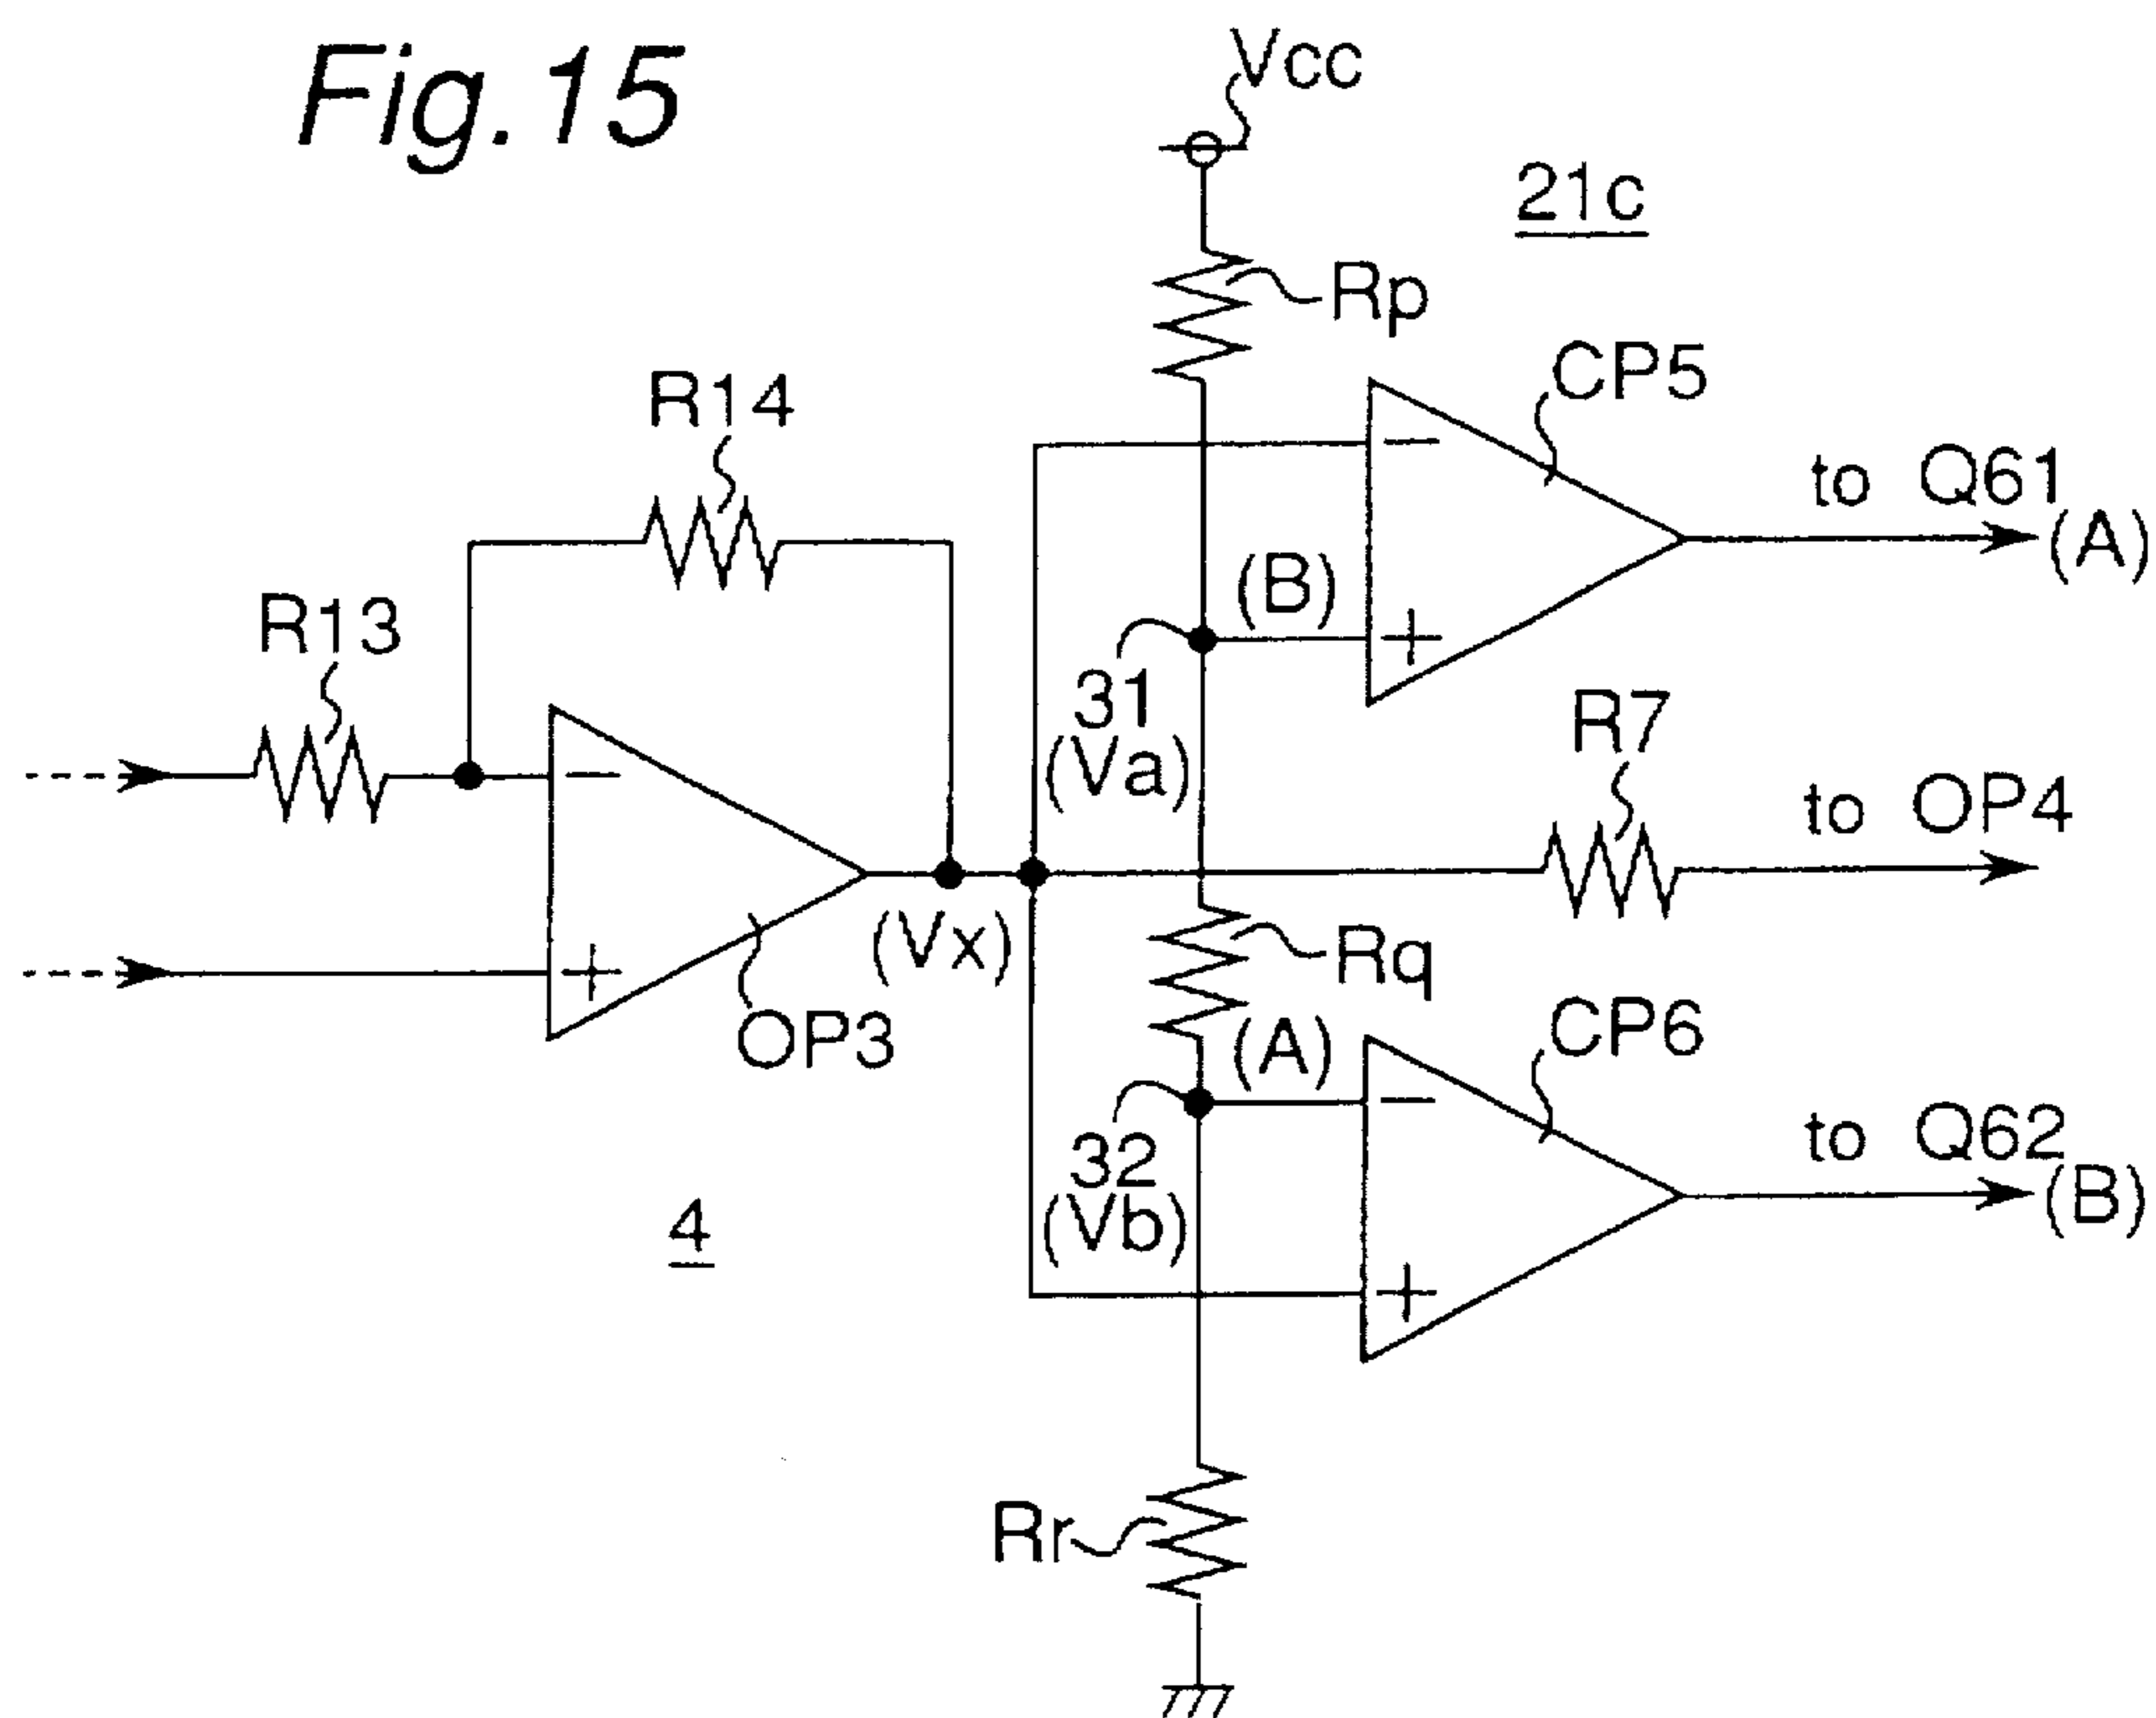 Fig.15
Vcc
21c
Rp
CP5
R14
to Q61
(A)
(B)
R13
31
(Va)
R7
to OP4
−
+
−
+
(Vx)
OP3
Rq
(A)
CP6
32
(Vb)
to Q62
(B)
4
−
+
Rr